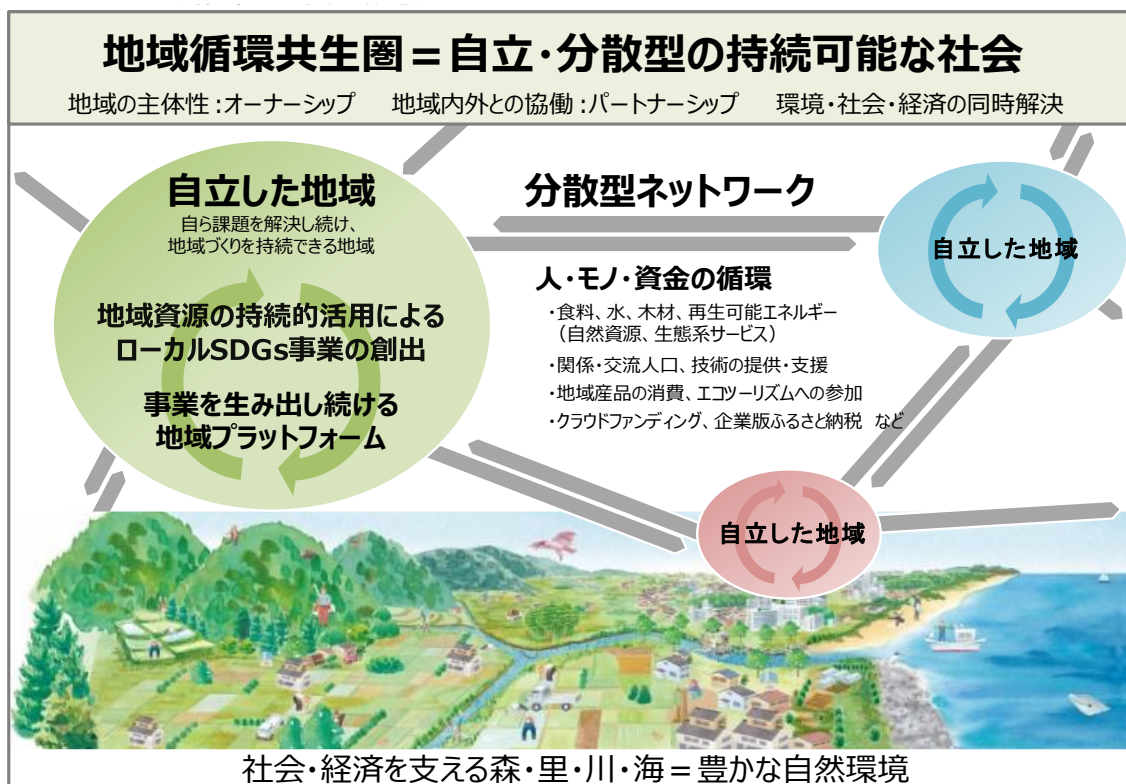 地域循環共生圏＝自立・分散型の持続可能な社会
地域の主体性：オーナーシップ　地域内外との協働：パートナーシップ　環境・社会・経済の同時解決
自立した地域
自ら課題を解決し続け、
地域づくりを持続できる地域
地域資源の持続的活用による
ローカルSDGs事業の創出
事業を生み出し続ける
地域プラットフォーム
分散型ネットワーク
人・モノ・資金の循環
・食料、水、木材、再生可能エネルギー
（自然資源、生態系サービス）
・関係・交流人口、技術の提供・支援
・地域産品の消費、エコツーリズムへの参加
・クラウドファンディング、企業版ふるさと納税　など
自立した地域
自立した地域
社会・経済を支える森・里・川・海＝豊かな自然環境